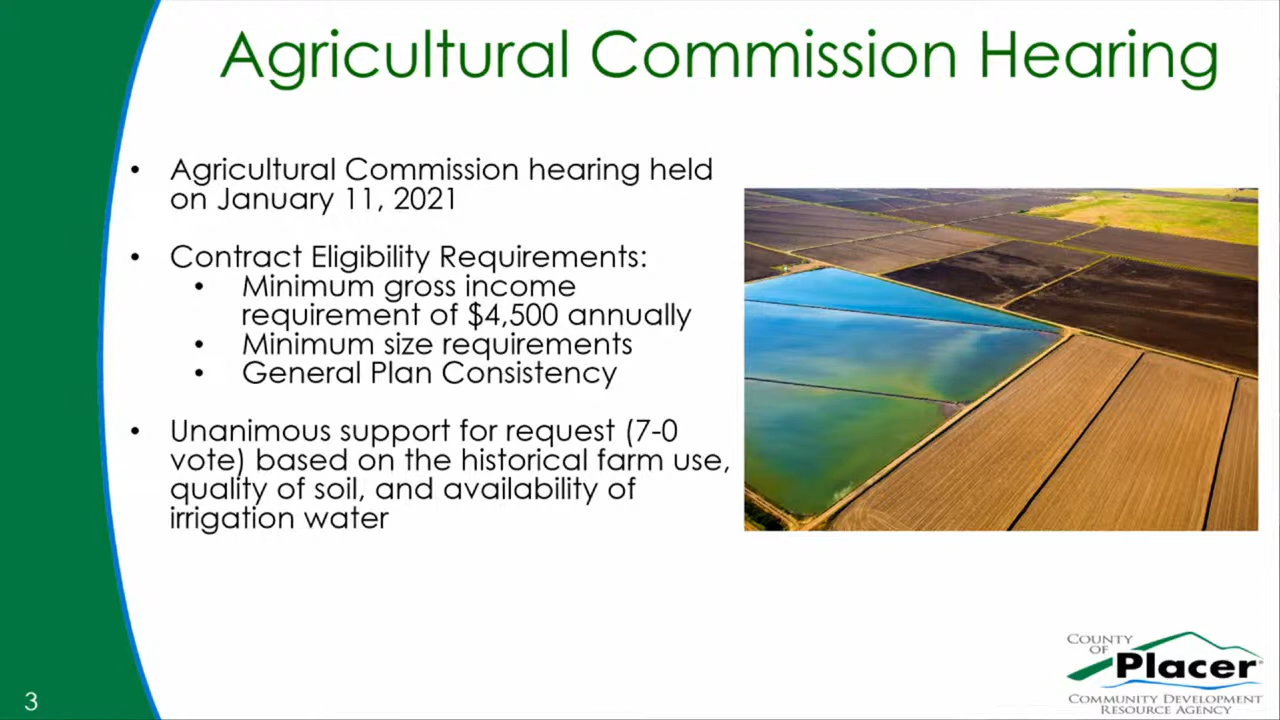 Agricultural Commission Hearing
• Agricultural Commission hearing held
on January 11, 2021
• Contract Eligibility Requirements:
• Minimum gross income
requirement of $4,500 annually
• Minimum size requirements
• General Plan Consistency
• Unanimous support for request (7-0
vote) based on the historical farm use,
quality of soil, and availability of
irrigation water
3
COUNTY
OF
Placer
COMMUNITY DEVELOPMENT
RESOURCE AGENCY